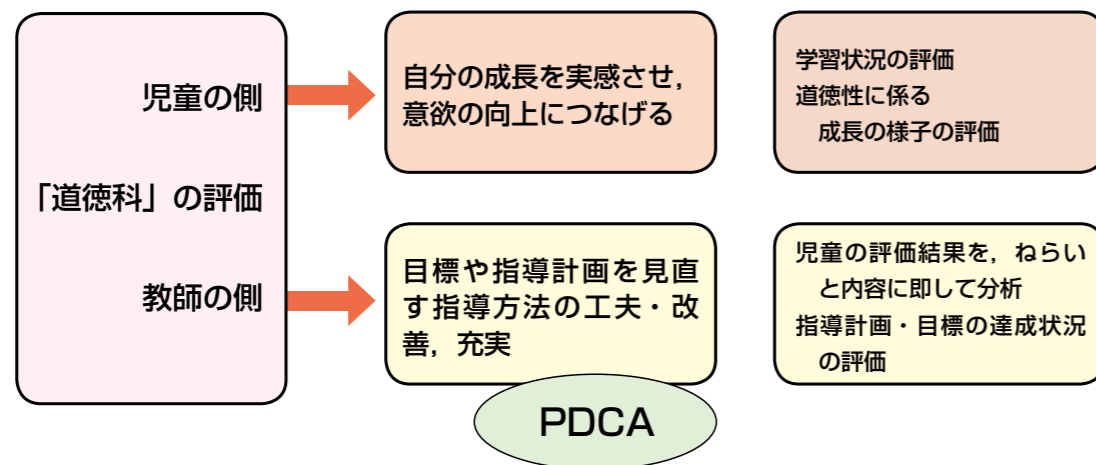 児童の側
「道徳科」の評価
教師の側
自分の成長を実感させ，
意欲の向上につなげる
学習状況の評価
道徳性に係る
成長の様子の評価
目標や指導計画を見直
す指導方法の工夫・改
善，充実
児童の評価結果を，ねらい
と内容に即して分析
指導計画・目標の達成状況
の評価
PDCA